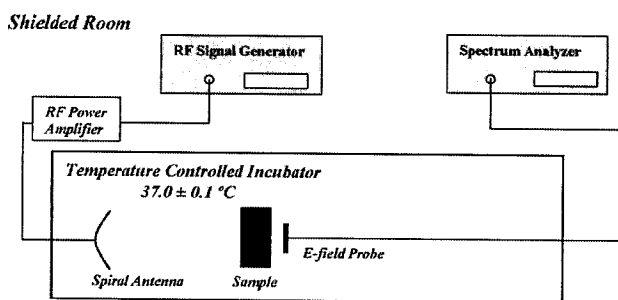 Shielded Room
RF Signal Generator
Spectrum Analyzer
RF Power
Amplifier
Temperature Controlled Incubator
37.0 ± 0.1 °C
E-field Probe
Spiral Antenna
Sample